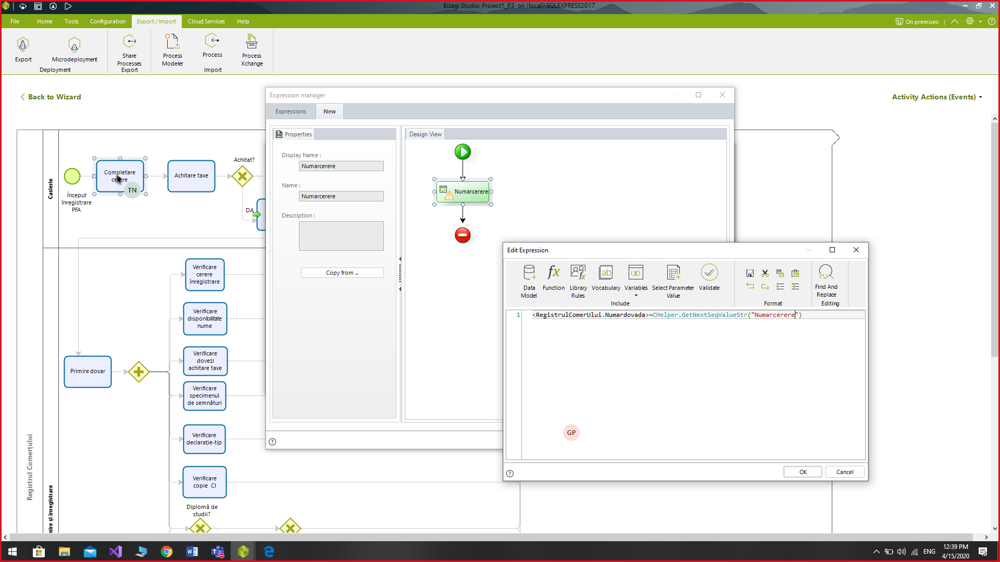 Bizagi Studio: Proiect1_P3 on (local)\SQLEXPRESS2017
File Home Tools Configuration Export / Import Cloud Services Help
On premises
Export
Microdeployment
Deployment
Share
Processes
Export
Process
Modeler
Process
Import
Process
Xchange
Back to Wizard
Activity Actions (Events)
Expression manager
Expressions New
Properties
Display Name :
Numarcerere
Name :
Numarcerere
Description :
Copy from ...
Design View
Numarcerere
Casierie
Început
înregistrare
PFA
Completare
cerere
TN
Achitare taxe
Achitat?
DA
Registrul Comerțului
mire și înregistrare
Primire dosar
Verificare
cerere
înregistrare
Verificare
disponibilitate
nume
Verificare
dovezi
achitare taxe
Verificare
specimenul
de semnături
Verificare
declarație-tip
Verificare
copie CI
Diplomă de
studii?
Edit Expression
Data
Model
Function
Library
Rules
Vocabulary
Variables
Select Parameter
Value
Validate
Include
Format
Find And
Replace
Editing
1 <RegistrulComerUlui.Numardovada>=CHelper.GetNextSeqValueStr("Numarcerere")
GP
OK Cancel
ENG
12:39 PM
4/15/2020